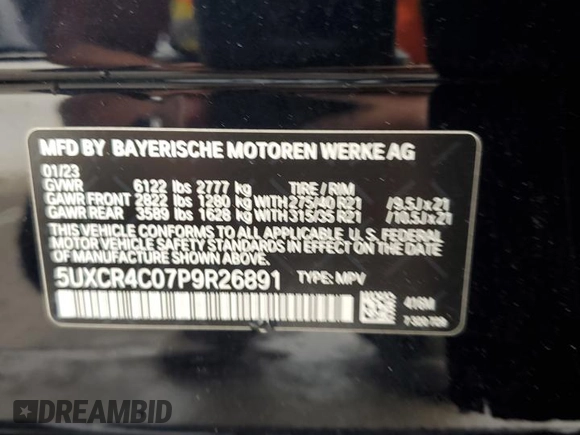 MFD BY BAYERISCHE MOTOREN WERKE AG
01/23
GVWR 6122 lbs 2777 kg TIRE / RIM
GAWR FRONT 2822 lbs 1280 kg WITH 275/40 R21 /9.5Jx21
GAWR REAR 3589 lbs 1628 kg WITH 315/35 R21 /10.5Jx21
THIS VEHICLE CONFORMS TO ALL APPLICABLE U.S. FEDERAL
MOTOR VEHICLE SAFETY STANDARDS IN EFFECT ON THE DATE
OF MANUFACTURE SHOWN ABOVE.
5UXCR4C07P9R26891 TYPE: MPV
416M
DREAMBID